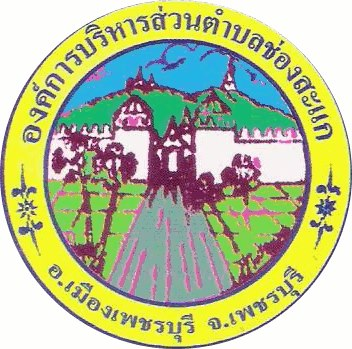 องค์การบริหารส่วนตำบลช่องสะแก
อ.เมืองเพชรบุรี จ.เพชรบุรี